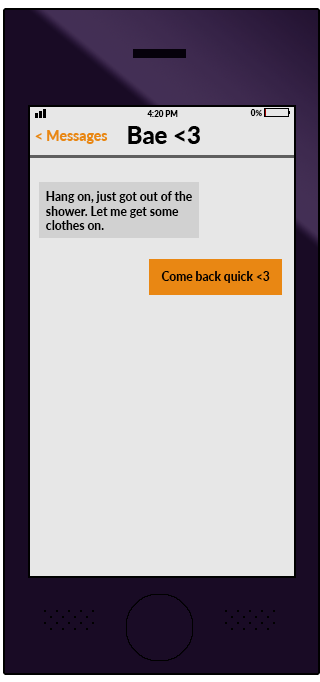 4:20 PM 0%
< Messages Bae <3
Hang on, just got out of the
shower. Let me get some
clothes on.
Come back quick <3